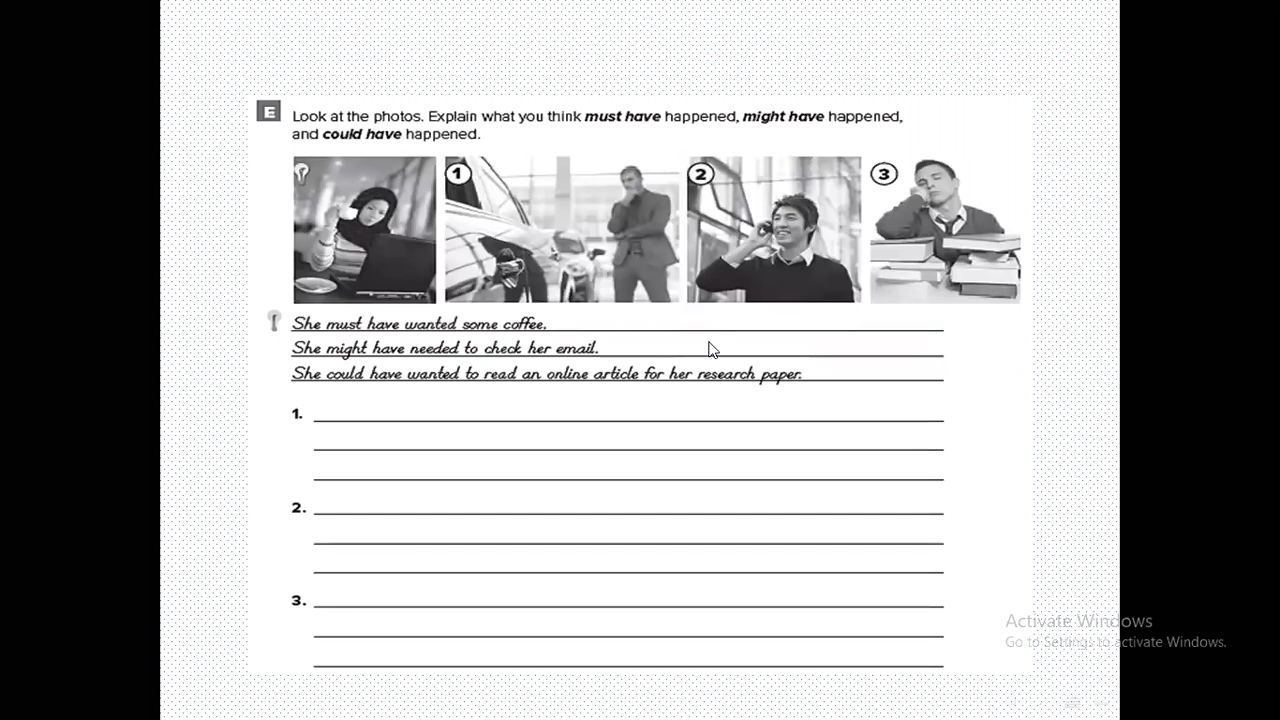 E Look at the photos. Explain what you think must have happened, might have happened,
and could have happened.
1 2 3
She must have wanted some coffee.
She might have needed to check her email.
She could have wanted to read an online article for her research paper.
1.
2.
3.
Activate Windows
Go to Settings to activate Windows.